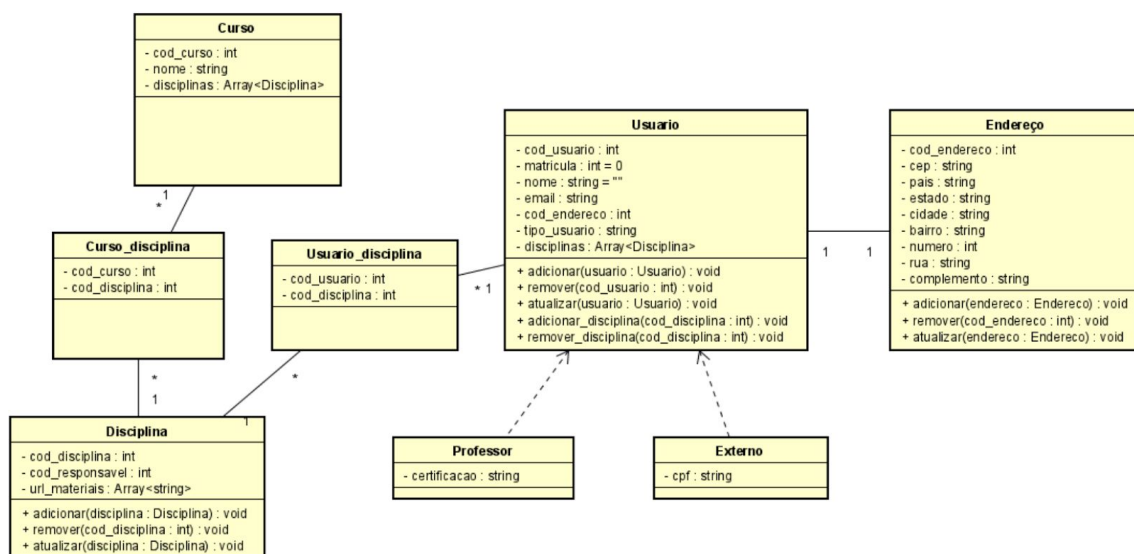 Curso
- cod_curso : int
- nome : string
- disciplinas : Array<Disciplina>
1
*
Curso_disciplina
- cod_curso : int
- cod_disciplina : int
*
1
Usuario_disciplina
- cod_usuario : int
- cod_disciplina : int
*
1
*
1
Disciplina
- cod_disciplina : int
- cod_responsavel : int
- url_materiais : Array<string>
+ adicionar(disciplina : Disciplina) : void
+ remover(cod_disciplina : int) : void
+ atualizar(disciplina : Disciplina) : void
Usuario
- cod_usuario : int
- matricula : int = 0
- nome : string = ""
- email : string
- cod_endereco : int
- tipo_usuario : string
- disciplinas : Array<Disciplina>
+ adicionar(usuario : Usuario) : void
+ remover(cod_usuario : int) : void
+ atualizar(usuario : Usuario) : void
+ adicionar_disciplina(cod_disciplina : int) : void
+ remover_disciplina(cod_disciplina : int) : void
1
1
Endereço
- cod_endereco : int
- cep : string
- pais : string
- estado : string
- cidade : string
- bairro : string
- numero : int
- rua : string
- complemento : string
+ adicionar(endereco : Endereco) : void
+ remover(cod_endereco : int) : void
+ atualizar(endereco : Endereco) : void
Professor
- certificacao : string
Externo
- cpf : string